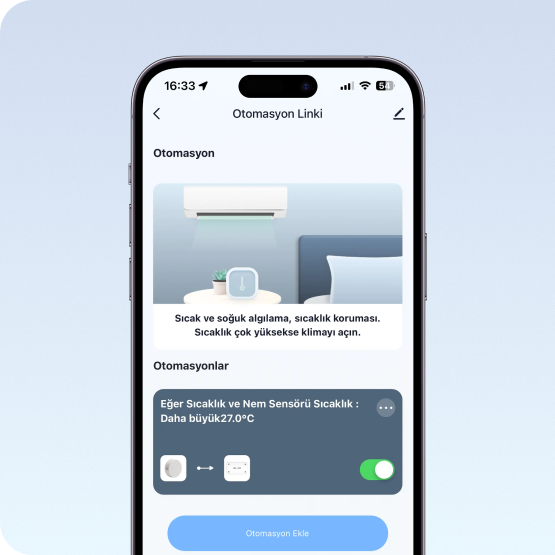 16:33
54
Otomasyon Linki
Otomasyon
Sıcak ve soğuk algılama, sıcaklık koruması.
Sıcaklık çok yüksekse klimayı açın.
Otomasyonlar
Eğer Sıcaklık ve Nem Sensörü Sıcaklık :
Daha büyük27.0°C
Otomasyon Ekle